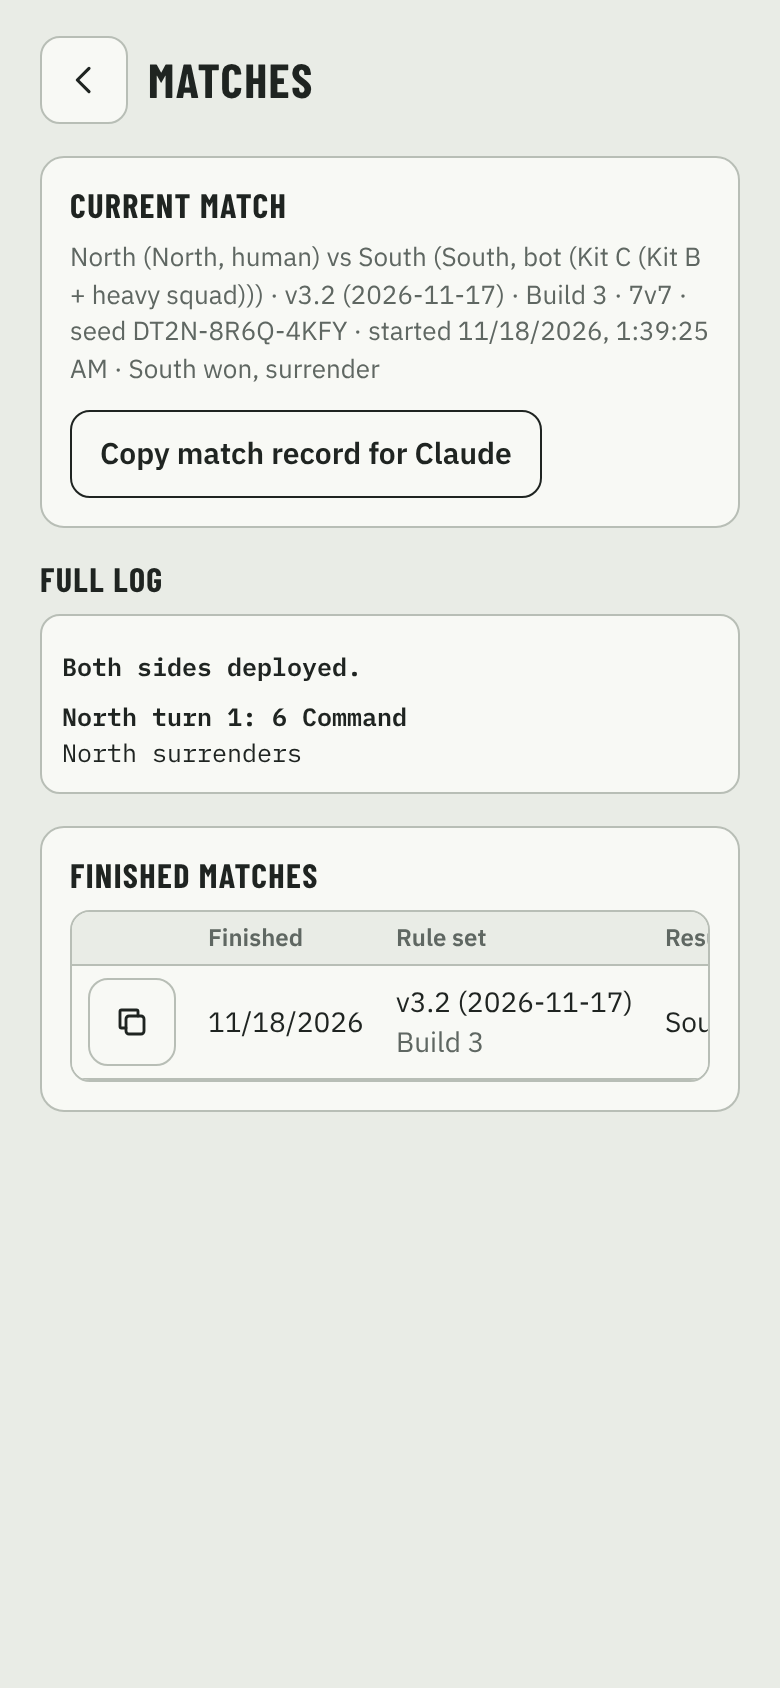 MATCHES
CURRENT MATCH
North (North, human) vs South (South, bot (Kit C (Kit B
+ heavy squad))) · v3.2 (2026-11-17) · Build 3 · 7v7 ·
seed DT2N-8R6Q-4KFY · started 11/18/2026, 1:39:25
AM · South won, surrender
Copy match record for Claude
FULL LOG
Both sides deployed.
North turn 1: 6 Command
North surrenders
FINISHED MATCHES
Finished Rule set
11/18/2026 v3.2 (2026-11-17)
Build 3